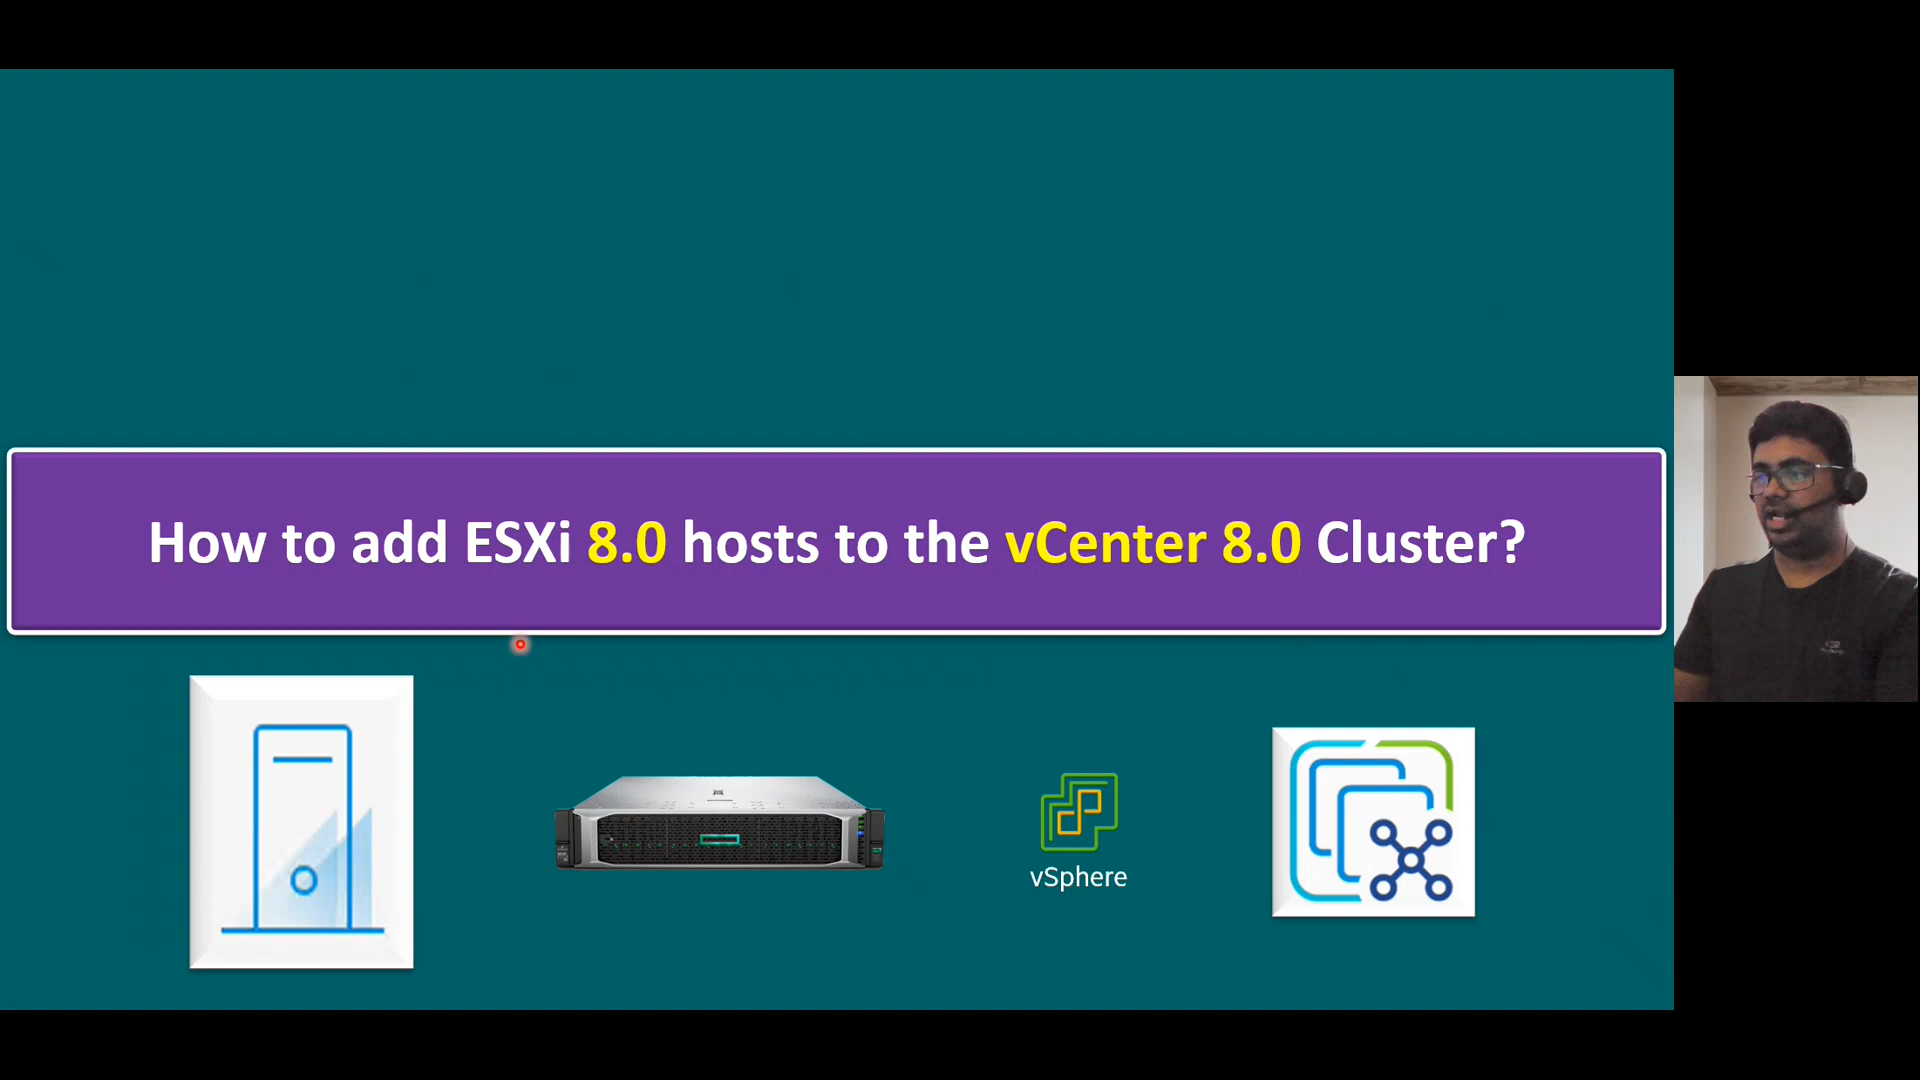 How to add ESXi 8.0 hosts to the vCenter 8.0 Cluster?
vSphere